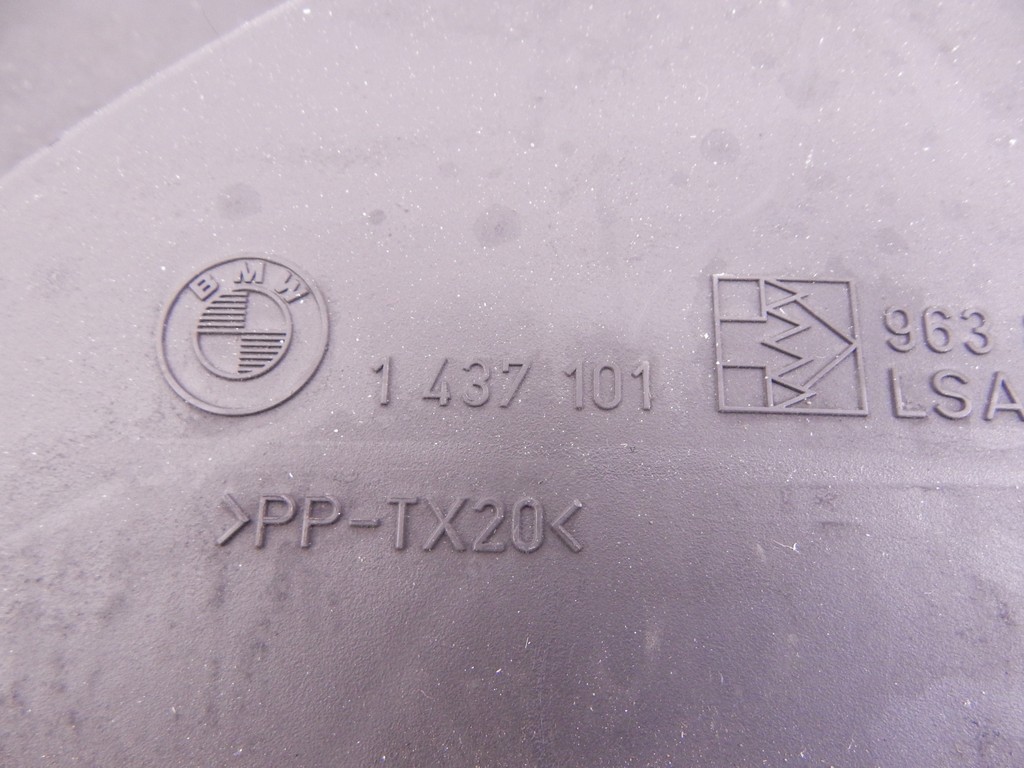 BMW
1 437 101
963
LSA
>PP-TX20<